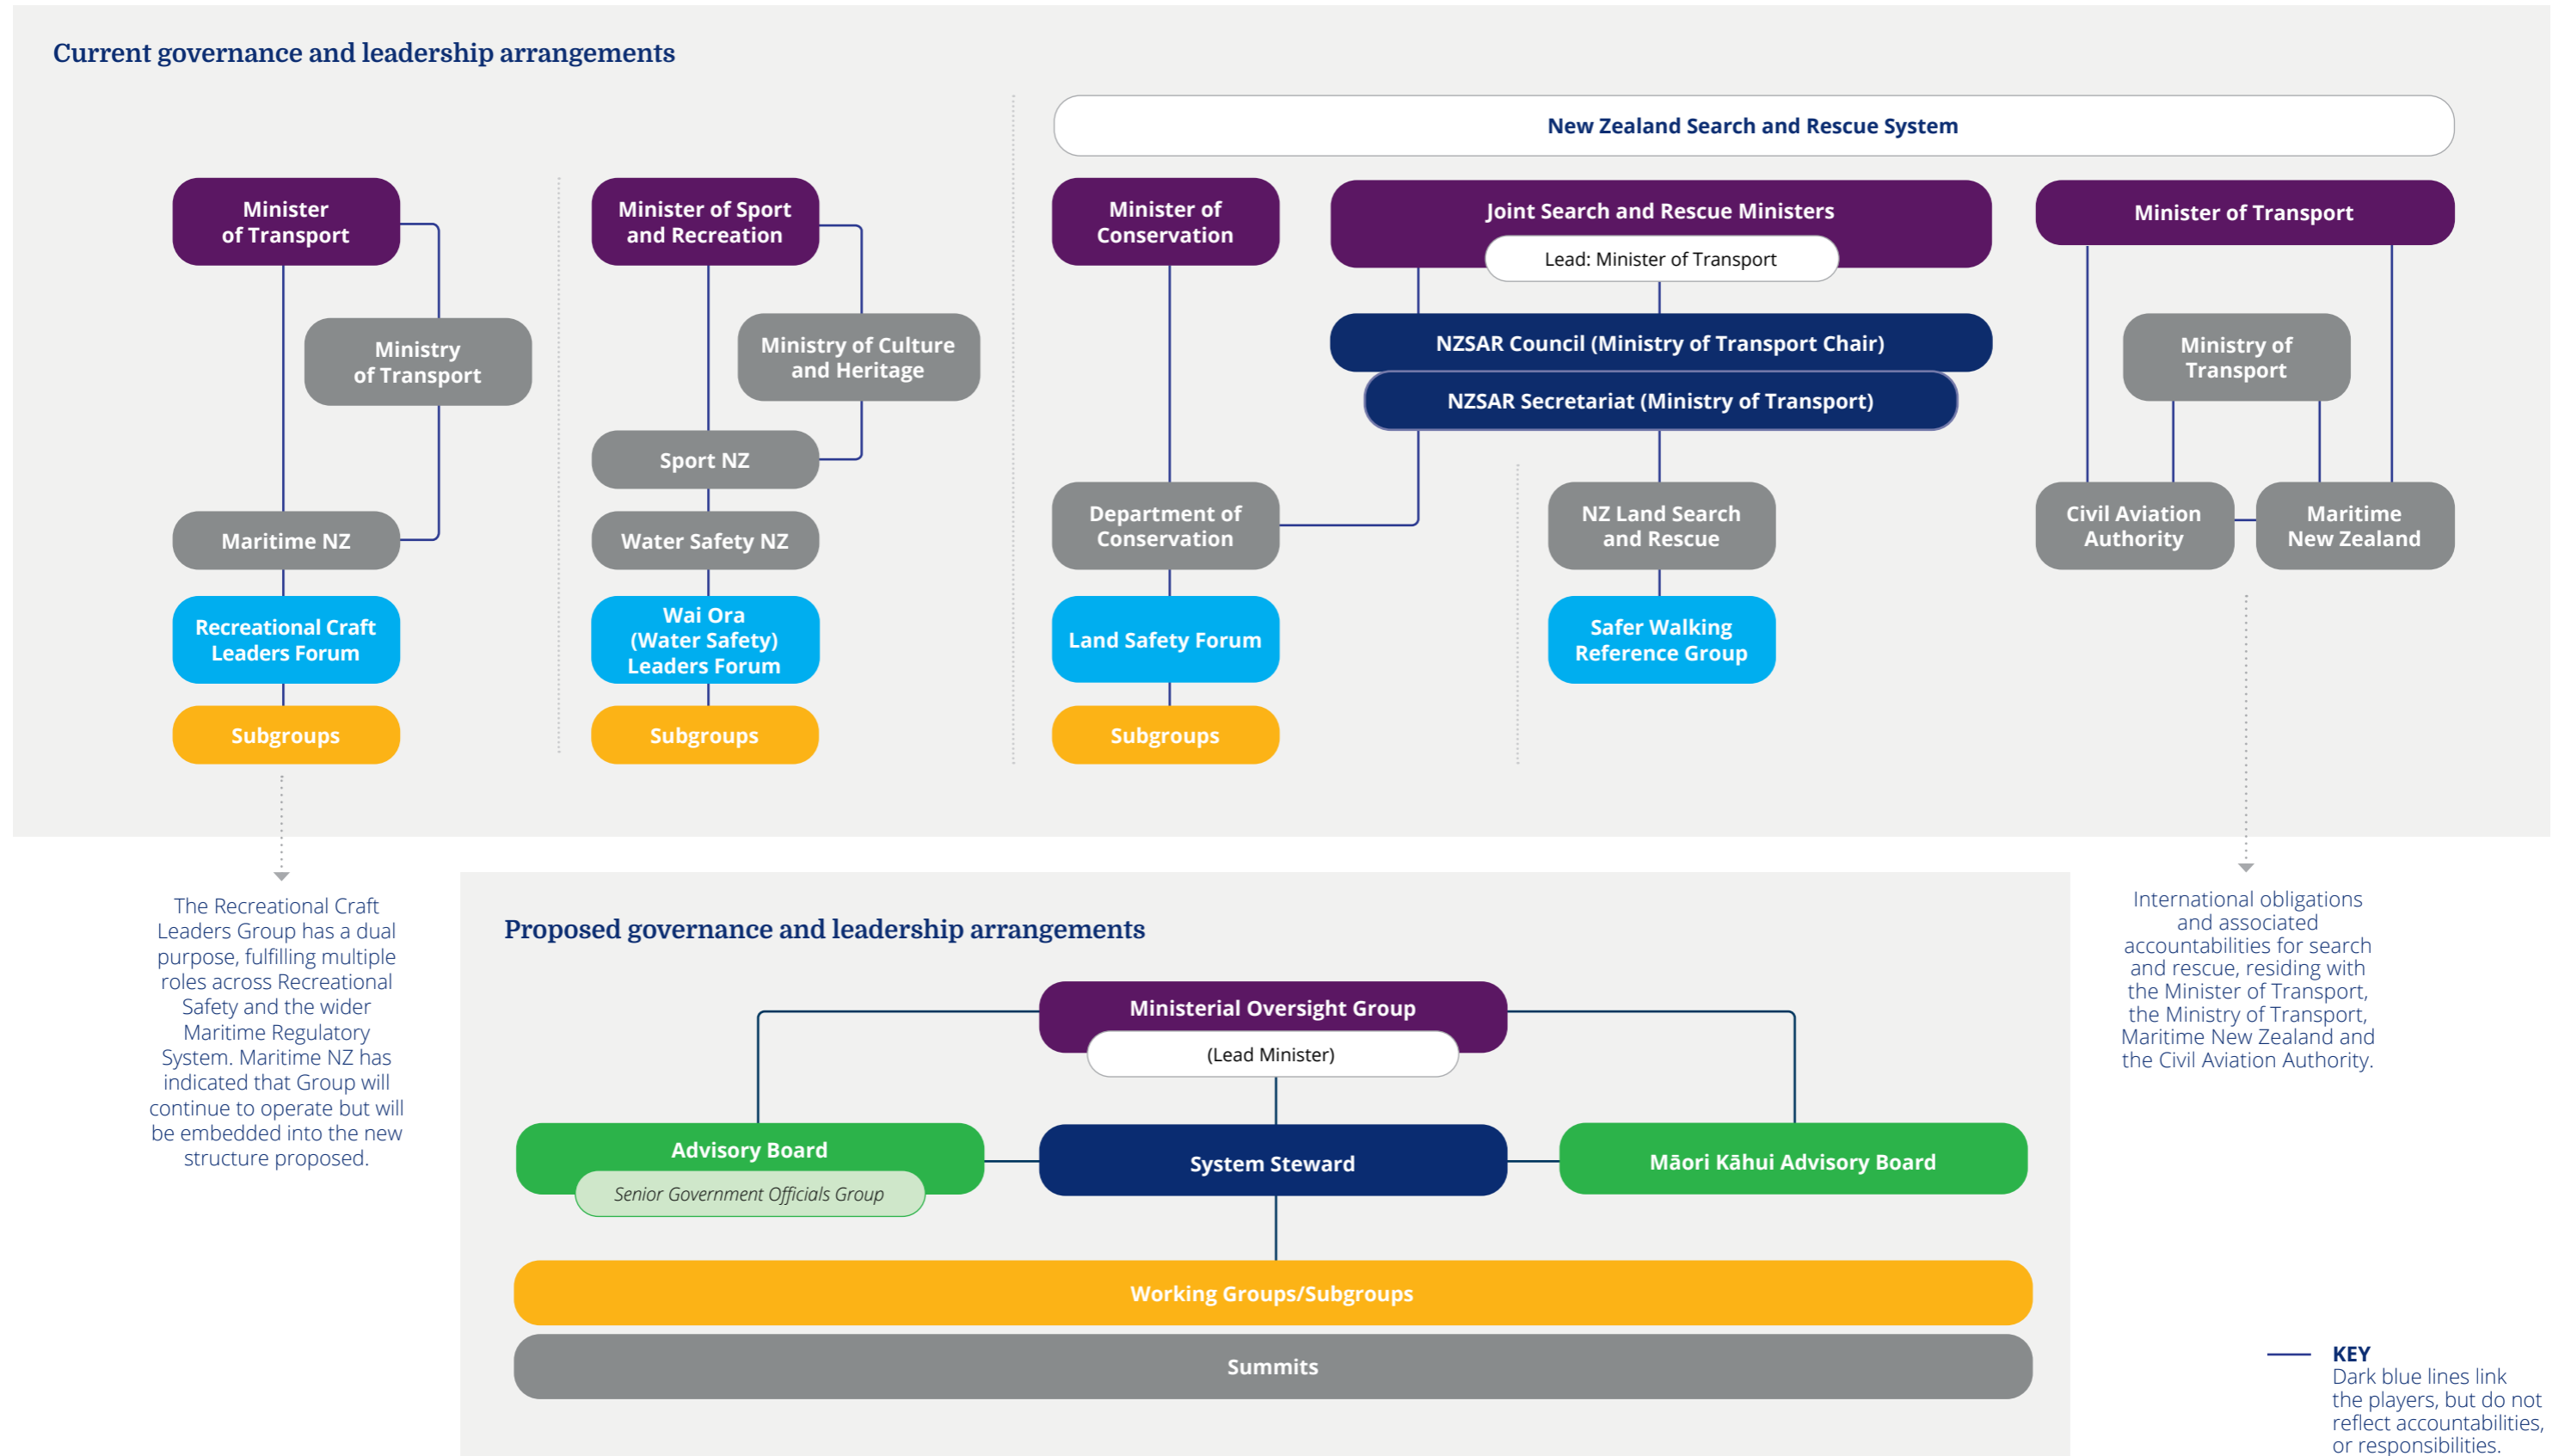 Current governance and leadership arrangements
New Zealand Search and Rescue System
Minister
of Transport
Ministry
of Transport
Maritime NZ
Recreational Craft
Leaders Forum
Subgroups
Minister of Sport
and Recreation
Ministry of Culture
and Heritage
Sport NZ
Water Safety NZ
Wai Ora
(Water Safety)
Leaders Forum
Subgroups
Minister of
Conservation
Department of
Conservation
Land Safety Forum
Subgroups
Joint Search and Rescue Ministers
Lead: Minister of Transport
NZSAR Council (Ministry of Transport Chair)
NZSAR Secretariat (Ministry of Transport)
NZ Land Search
and Rescue
Safer Walking
Reference Group
Minister of Transport
Ministry of
Transport
Civil Aviation
Authority
Maritime
New Zealand
The Recreational Craft
Leaders Group has a dual
purpose, fulfilling multiple
roles across Recreational
Safety and the wider
Maritime Regulatory
System. Maritime NZ has
indicated that Group will
continue to operate but will
be embedded into the new
structure proposed.
Proposed governance and leadership arrangements
Ministerial Oversight Group
(Lead Minister)
Advisory Board
Senior Government Officials Group
System Steward
Māori Kāhui Advisory Board
Working Groups/Subgroups
Summits
International obligations
and associated
accountabilities for search
and rescue, residing with
the Minister of Transport,
the Ministry of Transport,
Maritime New Zealand and
the Civil Aviation Authority.
KEY
Dark blue lines link
the players, but do not
reflect accountabilities,
or responsibilities.